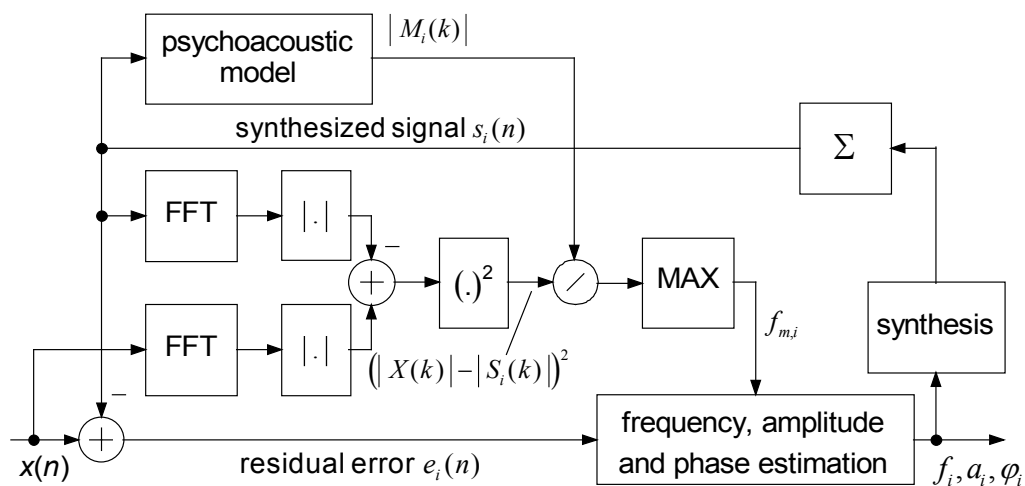 psychoacoustic
model
|M_i(k)|
synthesized signal s_i(n)
Σ
FFT
|.|
−
+
(.)²
/
MAX
FFT
|.|
(|X(k)|−|S_i(k)|)²
f_{m,i}
synthesis
−
+
x(n)
residual error e_i(n)
frequency, amplitude
and phase estimation
f_i, a_i, φ_i